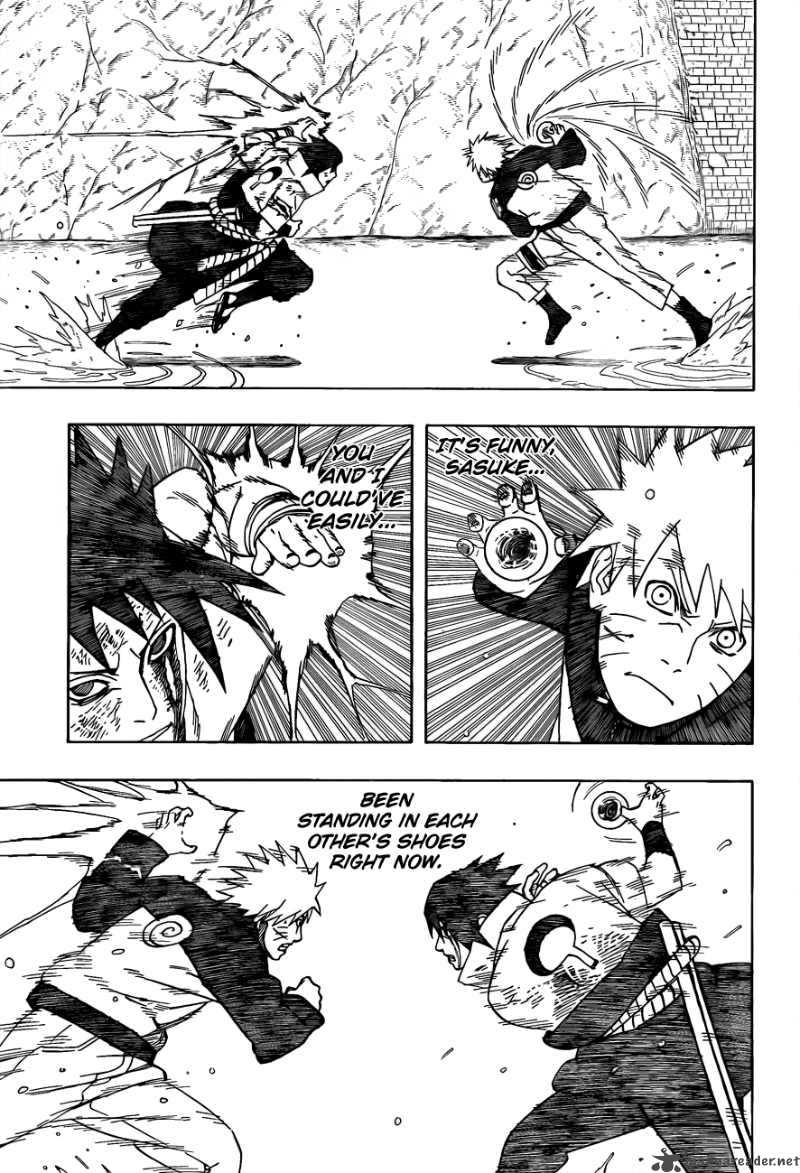 IT'S FUNNY,
SASUKE...
YOU
AND I
COULD'VE
EASILY...
BEEN
STANDING IN EACH
OTHER'S SHOES
RIGHT NOW.